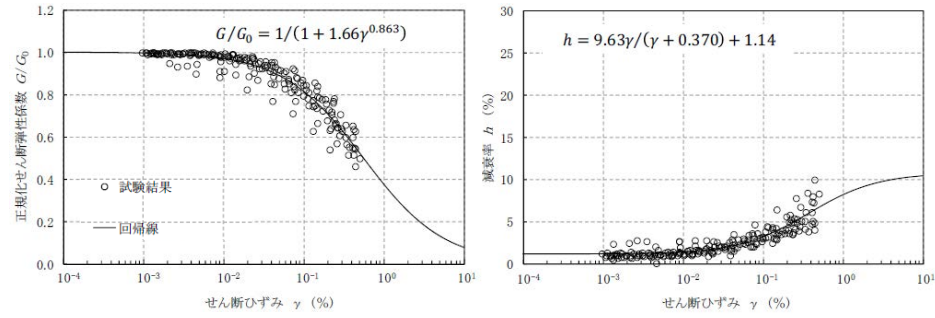 G/G₀ = 1/(1 + 1.66γ^0.863)
1.2
1.0
0.8
0.6
0.4
0.2
0.0
正規化せん断弾性係数 G/G₀
試験結果
回帰線
10⁻⁴ 10⁻³ 10⁻² 10⁻¹ 10⁰ 10¹
せん断ひずみ γ (%)
h = 9.63γ/(γ + 0.370) + 1.14
30
25
20
15
10
5
0
減衰率 h (%)
10⁻⁴ 10⁻³ 10⁻² 10⁻¹ 10⁰ 10¹
せん断ひずみ γ (%)